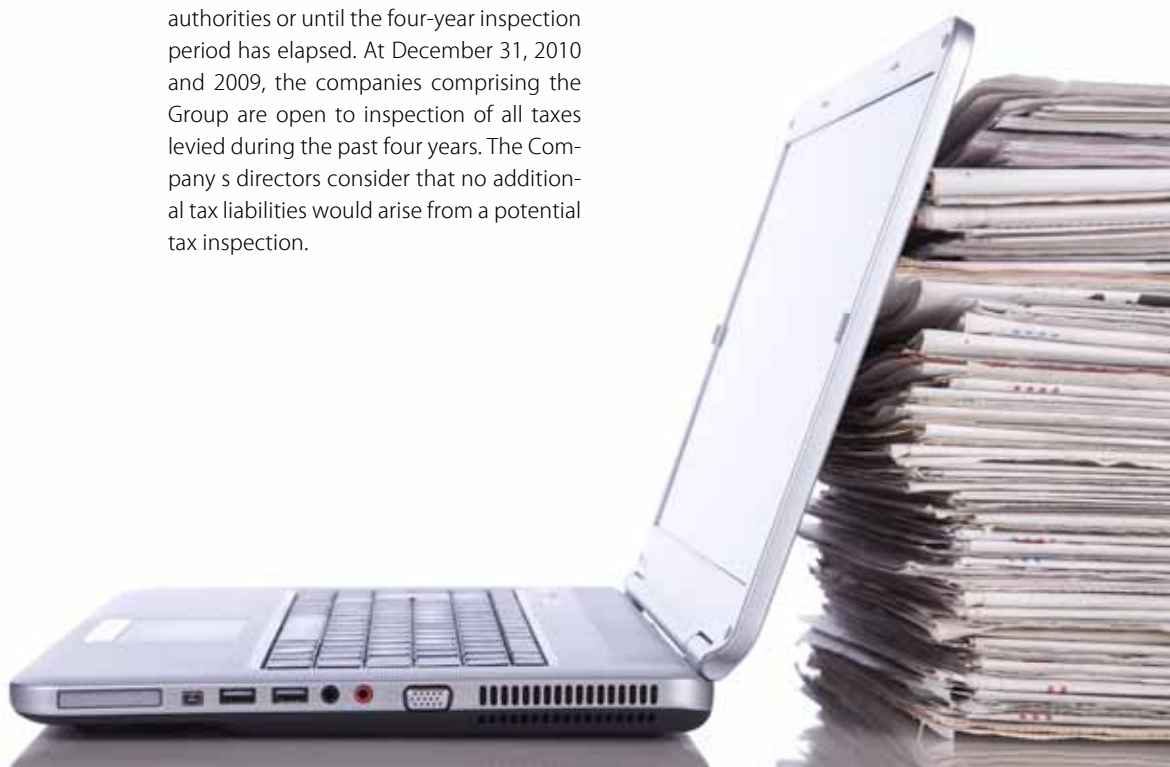 authorities or until the four-year inspection
period has elapsed. At December 31, 2010
and 2009, the companies comprising the
Group are open to inspection of all taxes
levied during the past four years. The Com-
pany s directors consider that no addition-
al tax liabilities would arise from a potential
tax inspection.